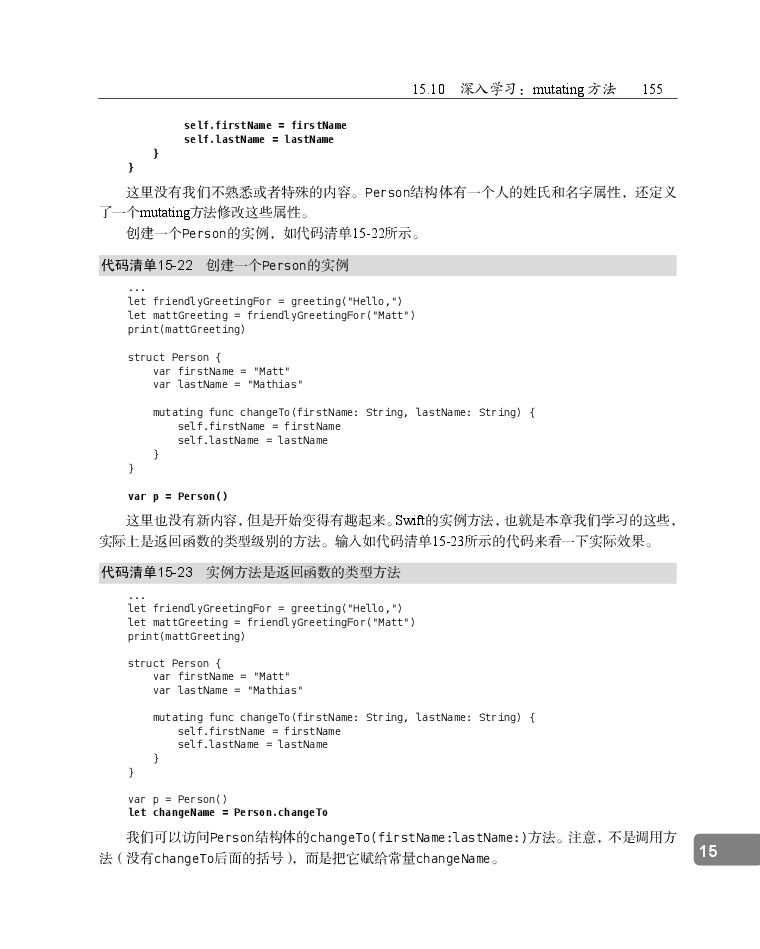 15.10 深入学习：mutating 方法 155
self.firstName = firstName
self.lastName = lastName
}
}
这里没有我们不熟悉或者特殊的内容。Person结构体有一个人的姓氏和名字属性，还定义
了一个mutating方法修改这些属性。
创建一个Person的实例，如代码清单15-22所示。
代码清单15-22 创建一个Person的实例
...
let friendlyGreetingFor = greeting("Hello,")
let mattGreeting = friendlyGreetingFor("Matt")
print(mattGreeting)
struct Person {
var firstName = "Matt"
var lastName = "Mathias"
mutating func changeTo(firstName: String, lastName: String) {
self.firstName = firstName
self.lastName = lastName
}
}
var p = Person()
这里也没有新内容，但是开始变得有趣起来。Swift的实例方法，也就是本章我们学习的这些，
实际上是返回函数的类型级别的方法。输入如代码清单15-23所示的代码来看一下实际效果。
代码清单15-23 实例方法是返回函数的类型方法
...
let friendlyGreetingFor = greeting("Hello,")
let mattGreeting = friendlyGreetingFor("Matt")
print(mattGreeting)
struct Person {
var firstName = "Matt"
var lastName = "Mathias"
mutating func changeTo(firstName: String, lastName: String) {
self.firstName = firstName
self.lastName = lastName
}
}
var p = Person()
let changeName = Person.changeTo
我们可以访问Person结构体的changeTo(firstName:lastName:)方法。注意，不是调用方
法（没有changeTo后面的括号），而是把它赋给常量changeName。
15